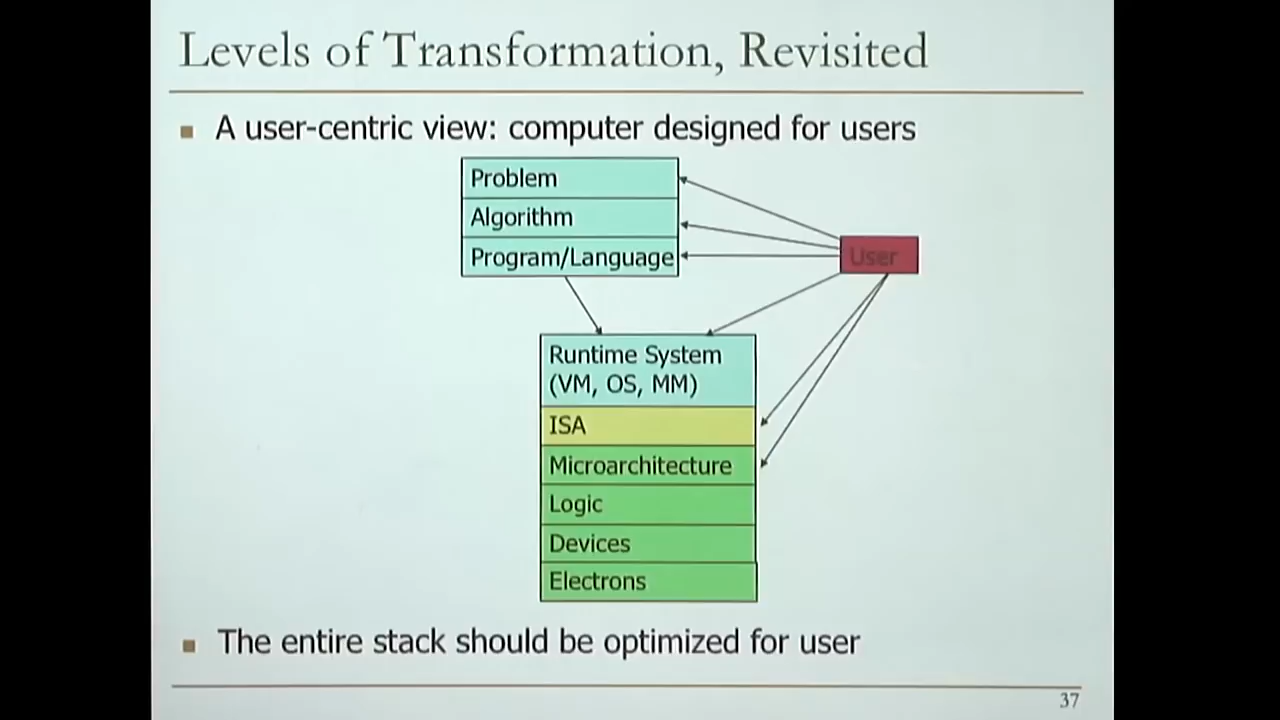 Levels of Transformation, Revisited
A user-centric view: computer designed for users
Problem
Algorithm
Program/Language
User
Runtime System
(VM, OS, MM)
ISA
Microarchitecture
Logic
Devices
Electrons
The entire stack should be optimized for user
37